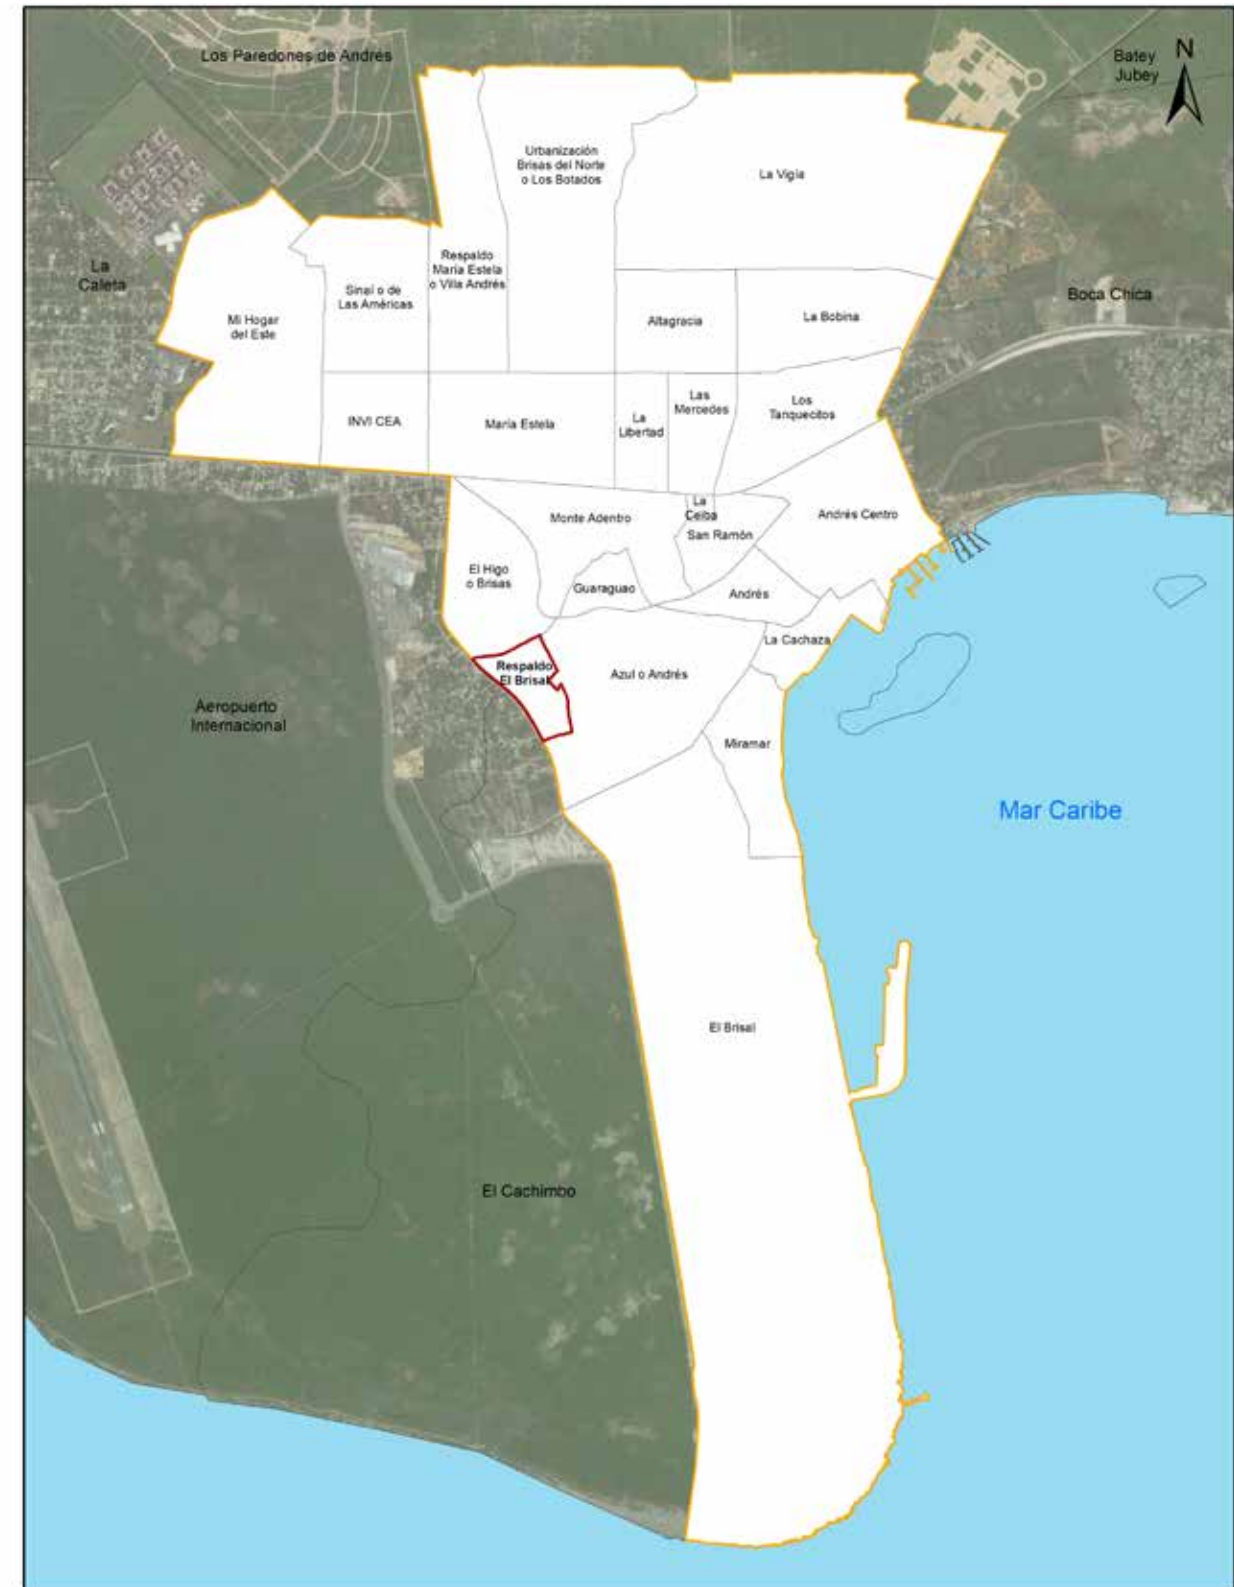 Los Paredones de Andrés
Batey
Jubey
N
Urbanización
Brisas del Norte
o Los Botados
La Vigía
La
Caleta
Respaldo
María Estela
o Villa Andrés
Sinaí o de
Las Américas
Mi Hogar
del Este
Altagracia
La Bobina
Boca Chica
INVI CEA
María Estela
La
Libertad
Las
Mercedes
Los
Tanquecitos
Monte Adentro
La
Ceiba
San Ramón
Andrés Centro
El Higo
o Brisas
Guaraguao
Andrés
La Cachaza
Respaldo
El Brisal
Azul o Andrés
Aeropuerto
Internacional
Miramar
Mar Caribe
El Brisal
El Cachimbo